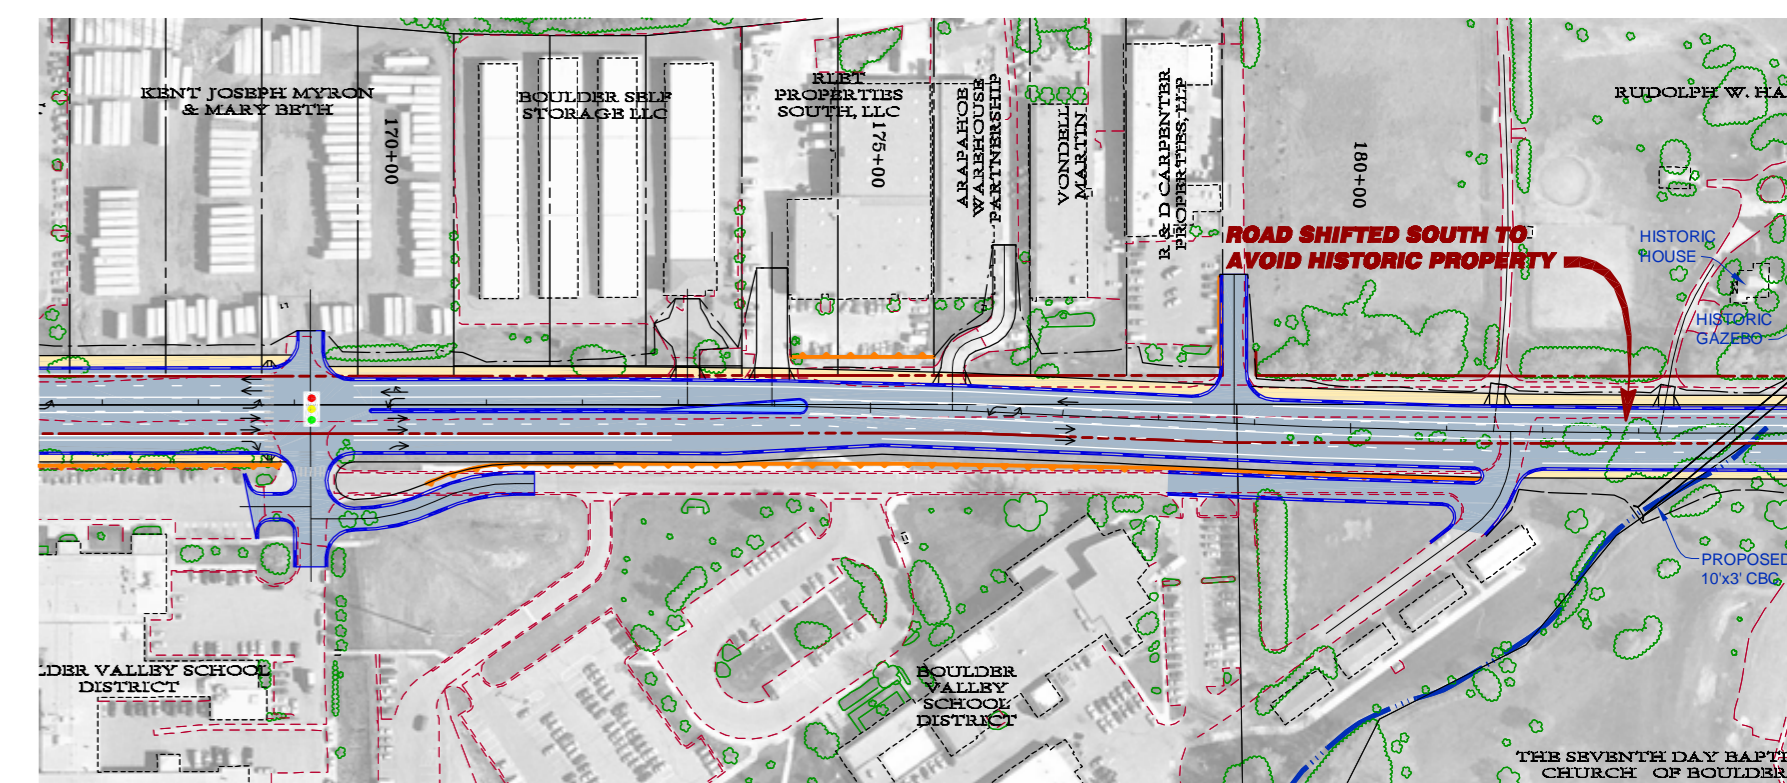 KENT JOSEPH MYRON
& MARY BETH
170+00
BOULDER SELF
STORAGE LLC
RLET
PROPERTIES
SOUTH, LLC
175+00
ARAPAHOE
WAREHOUSE
PARTNERSHIP
VONDELL
MARTIN
R & D CARPENTER
PROPERTIES, LLP
180+00
RUDOLPH W. HA
ROAD SHIFTED SOUTH TO
AVOID HISTORIC PROPERTY
HISTORIC
HOUSE
HISTORIC
GAZEBO
PROPOSED
10'x3' CBC
LDER VALLEY SCHOOL
DISTRICT
BOULDER
VALLEY
SCHOOL
DISTRICT
THE SEVENTH DAY BAPT
CHURCH OF BOULDER